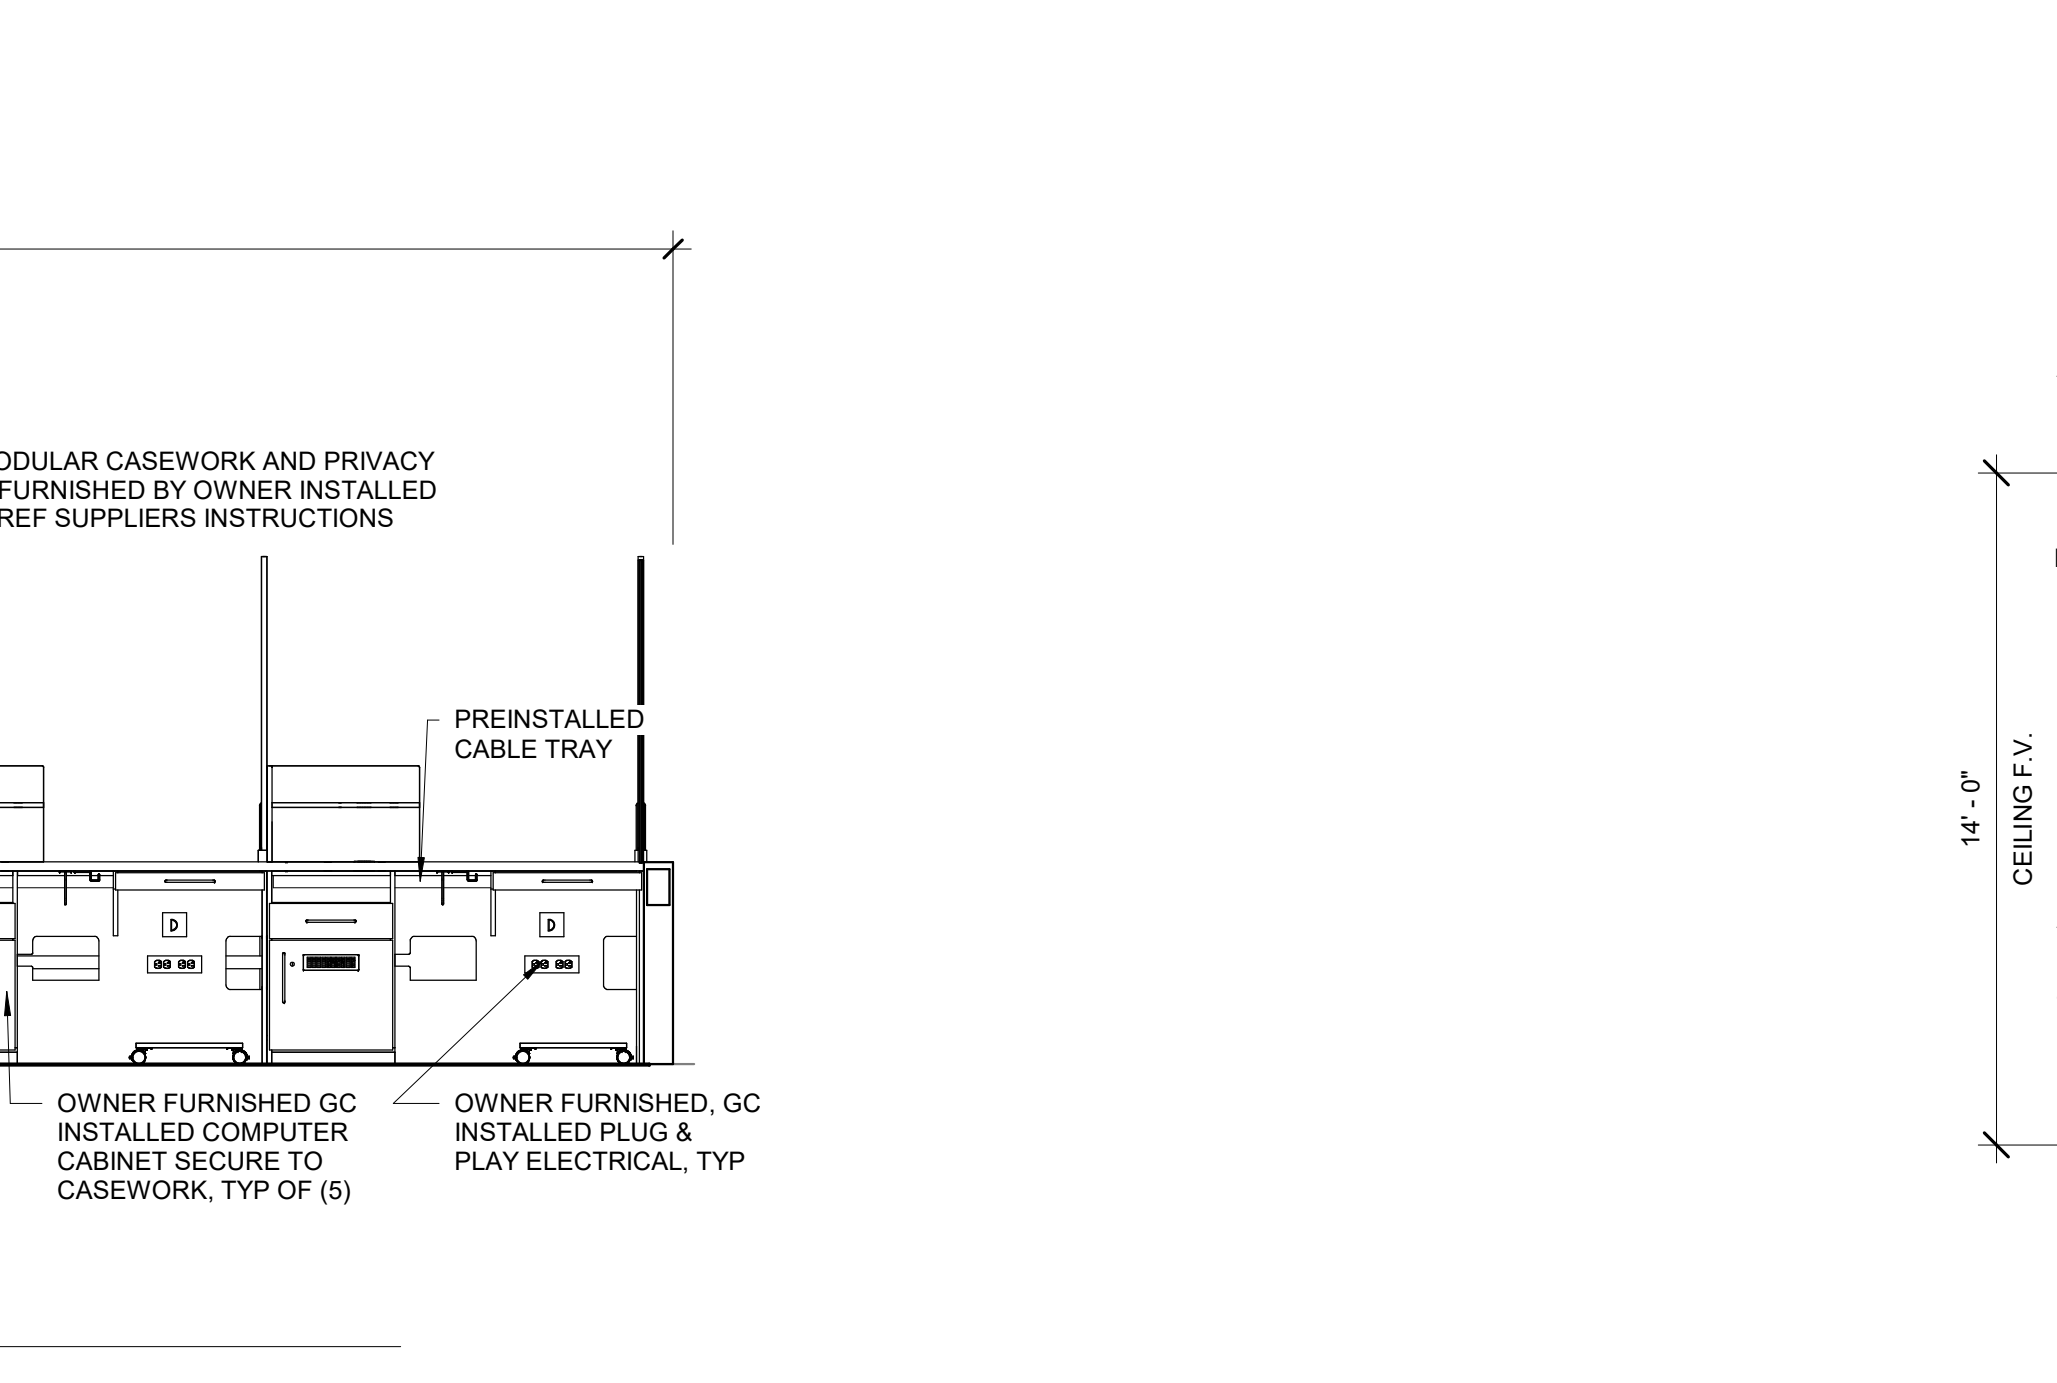 ODULAR CASEWORK AND PRIVACY
FURNISHED BY OWNER INSTALLED
REF SUPPLIERS INSTRUCTIONS
PREINSTALLED
CABLE TRAY
D
D
OWNER FURNISHED GC
INSTALLED COMPUTER
CABINET SECURE TO
CASEWORK, TYP OF (5)
OWNER FURNISHED, GC
INSTALLED PLUG &
PLAY ELECTRICAL, TYP
14' - 0"
CEILING F.V.